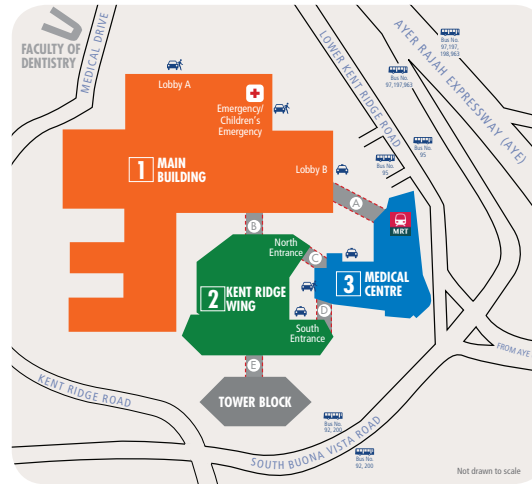 FACULTY OF
DENTISTRY
MEDICAL DRIVE
Lobby A
Emergency/
Children's
Emergency
LOWER KENT RIDGE ROAD
AYER RAJAH EXPRESSWAY (AYE)
Bus No.
97,197,
198,963
Bus No.
97,197,963
Bus No.
95
Bus No.
95
1 MAIN
BUILDING
Lobby B
A
MRT
B
North
Entrance
C
2 KENT RIDGE
WING
3 MEDICAL
CENTRE
D
South
Entrance
E
TOWER BLOCK
FROM AYE
KENT RIDGE ROAD
SOUTH BUONA VISTA ROAD
Bus No.
92, 200
Bus No.
92, 200
Not drawn to scale